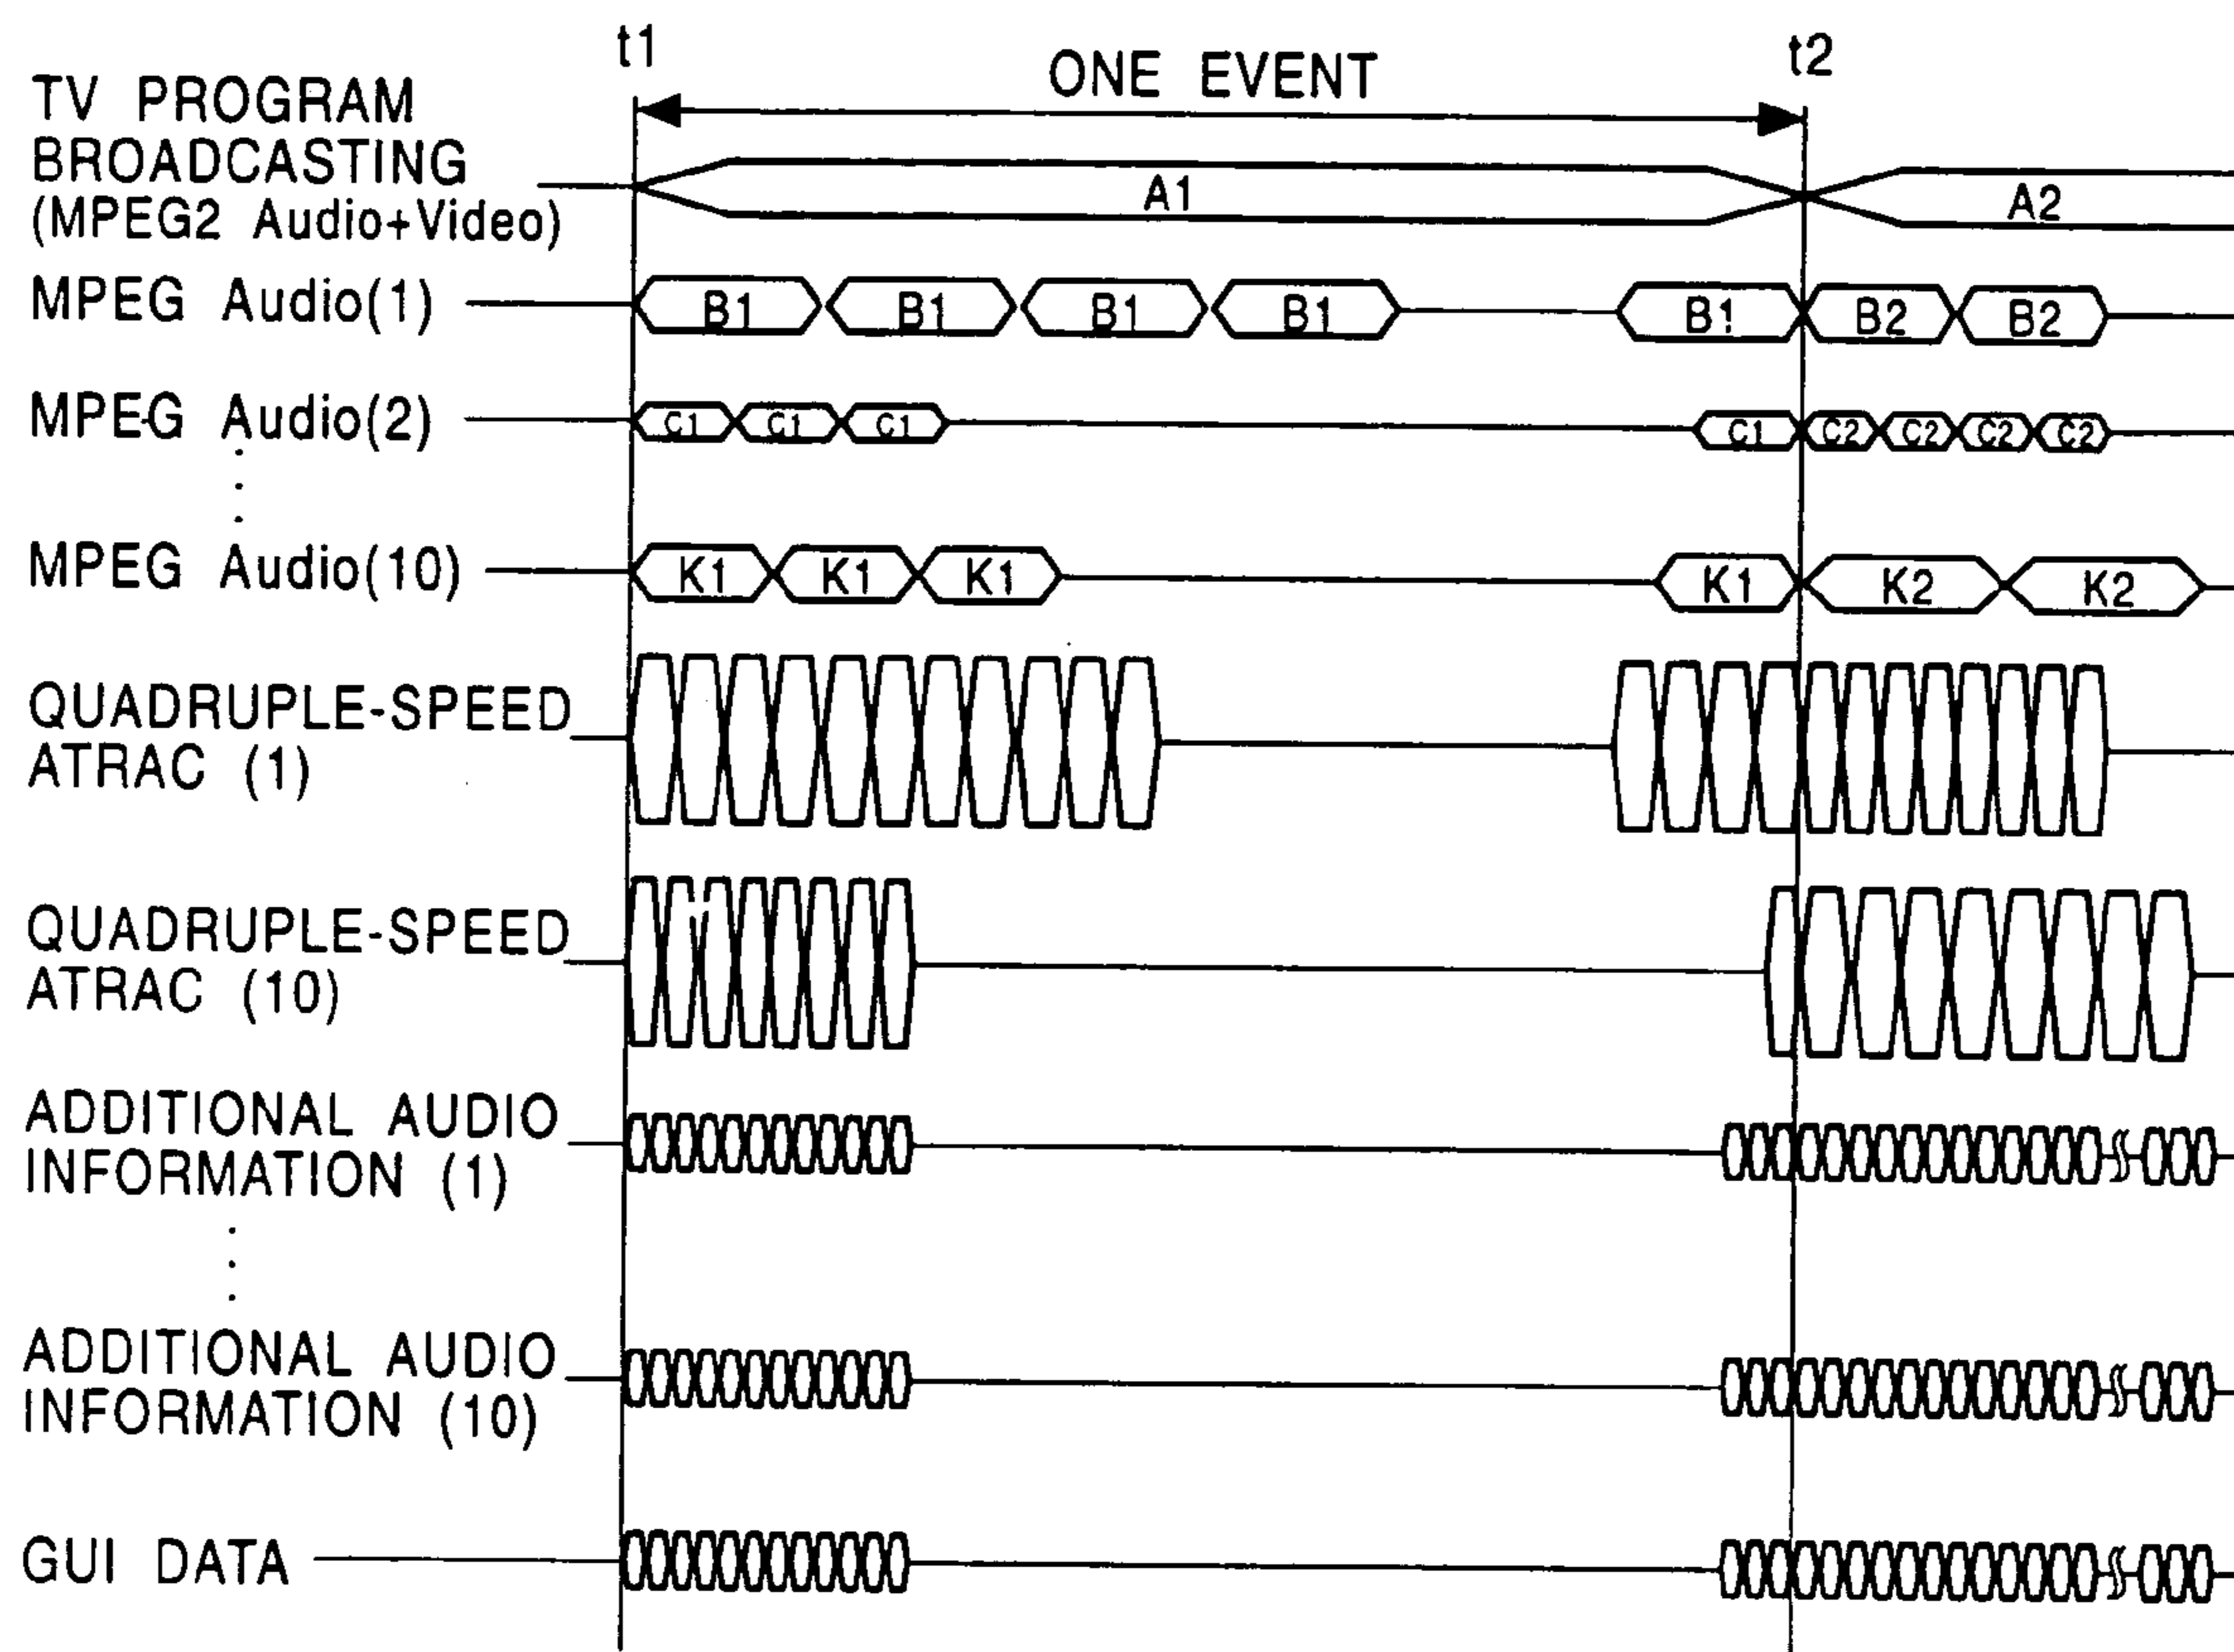 t1
ONE EVENT
t2
TV PROGRAM
BROADCASTING
(MPEG2 Audio+Video)
A1
A2
MPEG Audio(1)
B1 B1 B1 B1 B1 B2 B2
MPEG Audio(2)
C1 C1 C1 C1 C2 C2 C2 C2
MPEG Audio(10)
K1 K1 K1 K1 K2 K2
QUADRUPLE-SPEED
ATRAC (1)
QUADRUPLE-SPEED
ATRAC (10)
ADDITIONAL AUDIO
INFORMATION (1)
ADDITIONAL AUDIO
INFORMATION (10)
GUI DATA